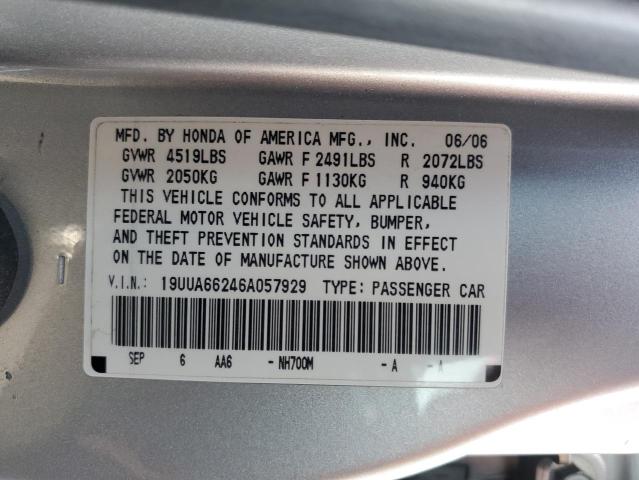 MFD. BY HONDA OF AMERICA MFG., INC. 06/06
GVWR 4519LBS GAWR F 2491LBS R 2072LBS
GVWR 2050KG GAWR F 1130KG R 940KG
THIS VEHICLE CONFORMS TO ALL APPLICABLE
FEDERAL MOTOR VEHICLE SAFETY, BUMPER,
AND THEFT PREVENTION STANDARDS IN EFFECT
ON THE DATE OF MANUFACTURE SHOWN ABOVE.
V.I.N.: 19UUA66246A057929 TYPE: PASSENGER CAR
SEP 6 AA6 - NH700M - A - A